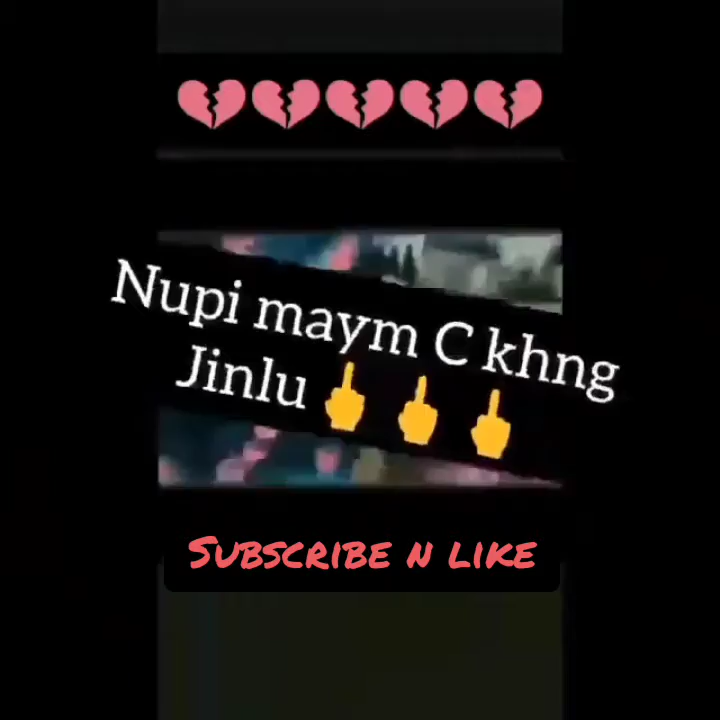 💔💔💔💔💔
Nupi maym C khng
Jinlu🖕🖕🖕
Subscribe n like